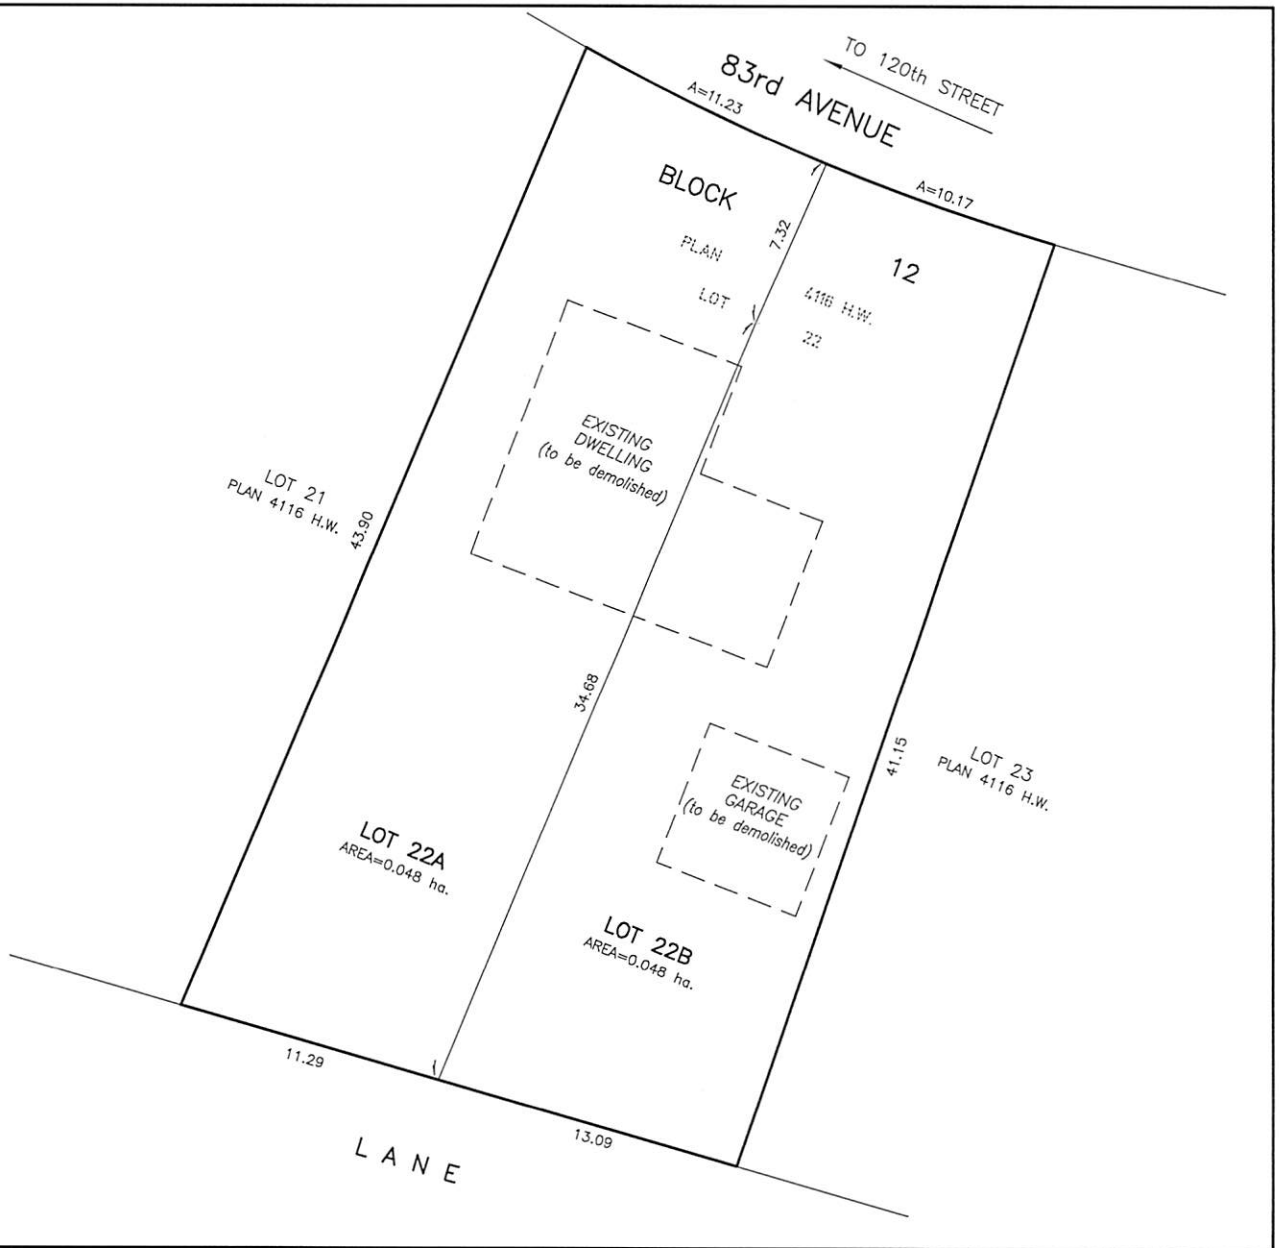 TO 120th STREET
83rd AVENUE
A=11.23
A=10.17
BLOCK
12
7.32
PLAN
4116 H.W.
LOT
22
EXISTING
DWELLING
(to be demolished)
LOT 21
PLAN 4116 H.W.
43.90
34.68
41.15
LOT 23
PLAN 4116 H.W.
EXISTING
GARAGE
(to be demolished)
LOT 22A
AREA=0.048 ha.
LOT 22B
AREA=0.048 ha.
11.29
13.09
LANE